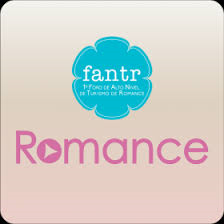 fantr
1º FORO DE ALTO NIVEL
DE TURISMO DE ROMANCE
Romance